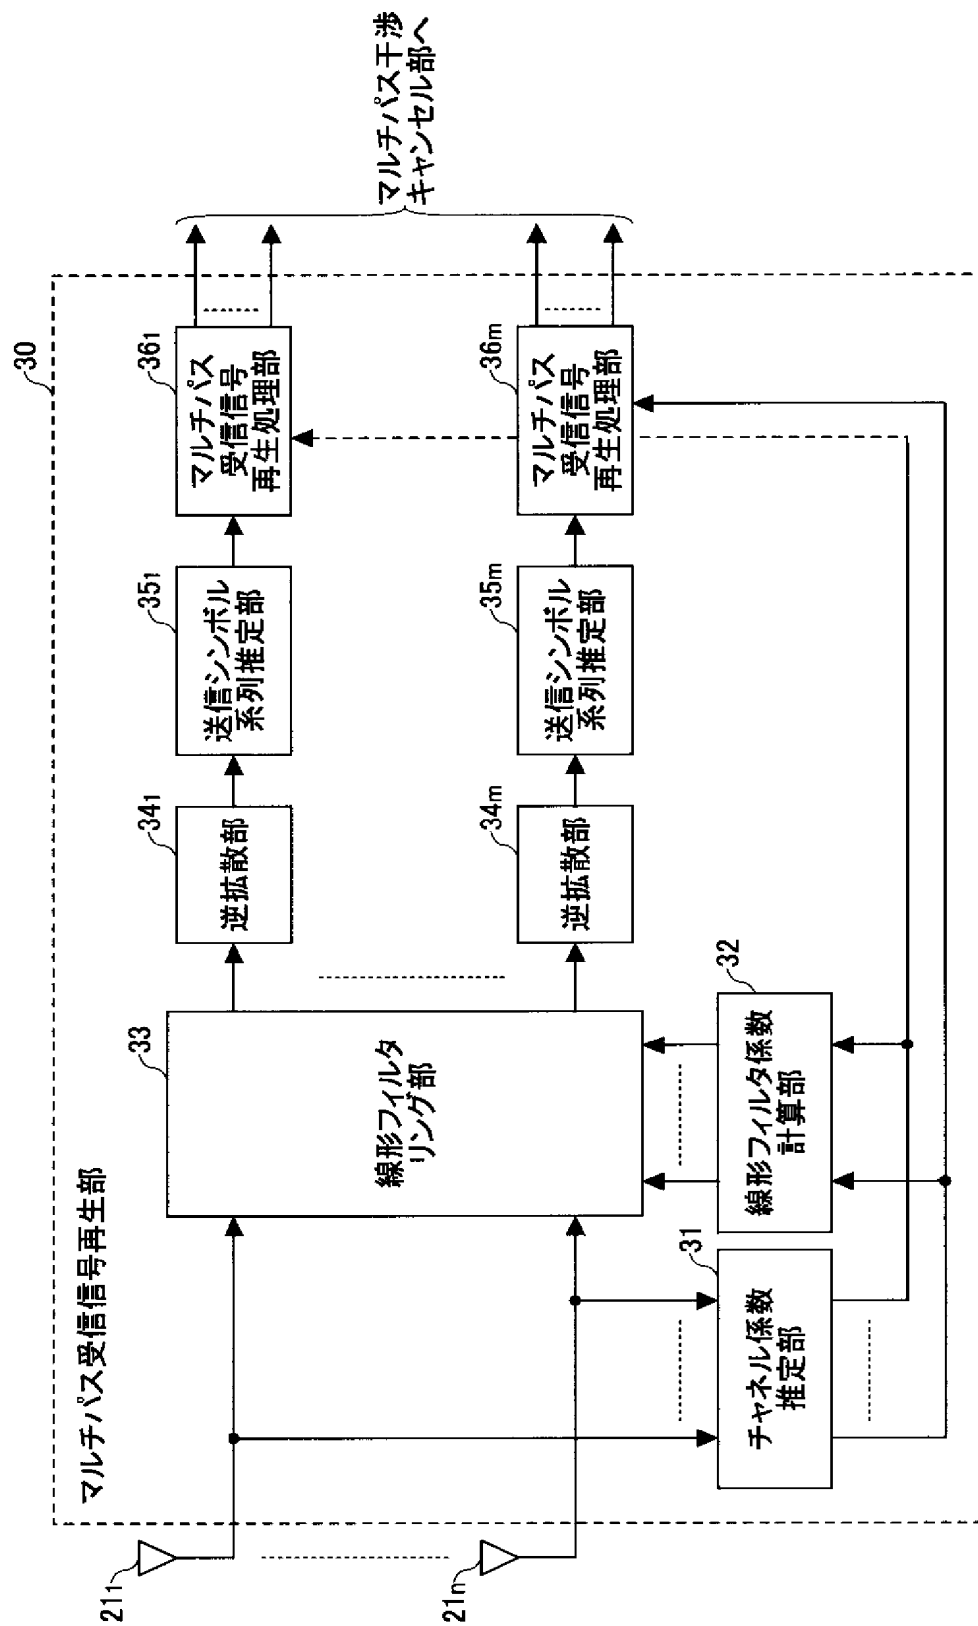 30
マルチパス受信信号再生部
21₁
21n
33
線形フィルタ
リング部
34₁
逆拡散部
35₁
送信シンボル
系列推定部
36₁
マルチパス
受信信号
再生処理部
マルチパス干渉
キャンセル部へ
34m
逆拡散部
35m
送信シンボル
系列推定部
36m
マルチパス
受信信号
再生処理部
31
チャネル係数
推定部
32
線形フィルタ係数
計算部